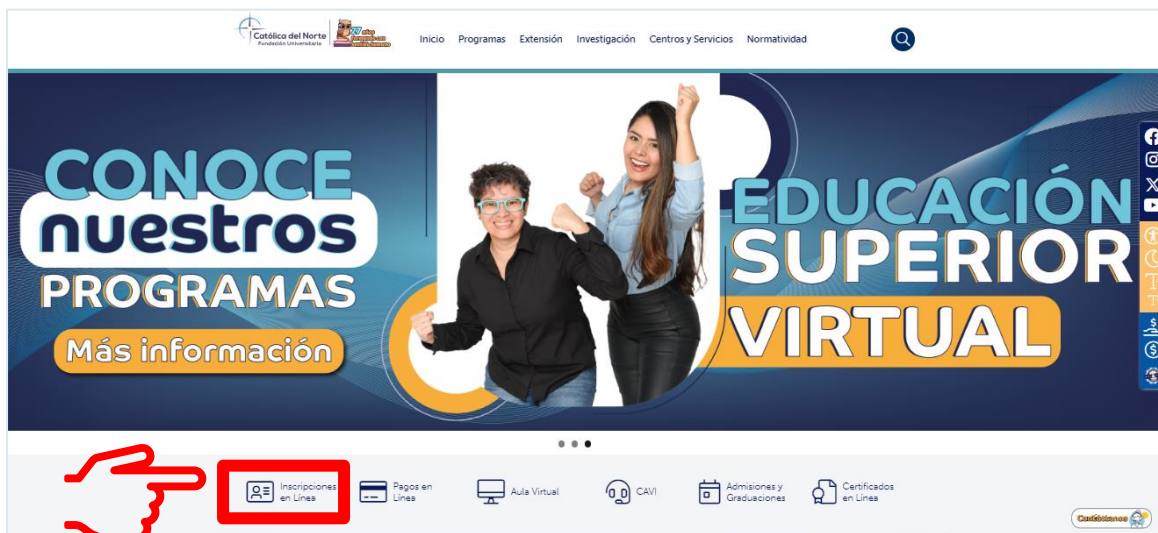 Católica del Norte
Fundación Universitaria
Inicio Programas Extensión Investigación Centros y Servicios Normatividad
CONOCE
nuestros
PROGRAMAS
Más información
EDUCACIÓN
SUPERIOR
VIRTUAL
Inscripciones
en Línea
Pagos en
Línea
Aula Virtual
CAVI
Admisiones y
Graduaciones
Certificados
en Línea